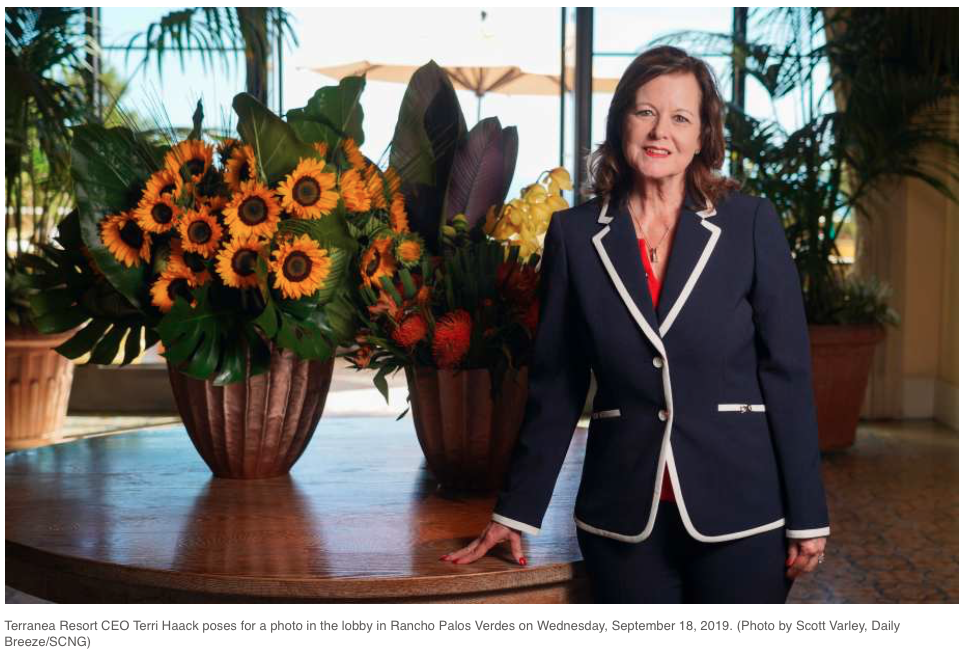 Terranea Resort CEO Terri Haack poses for a photo in the lobby in Rancho Palos Verdes on Wednesday, September 18, 2019. (Photo by Scott Varley, Daily
Breeze/SCNG)